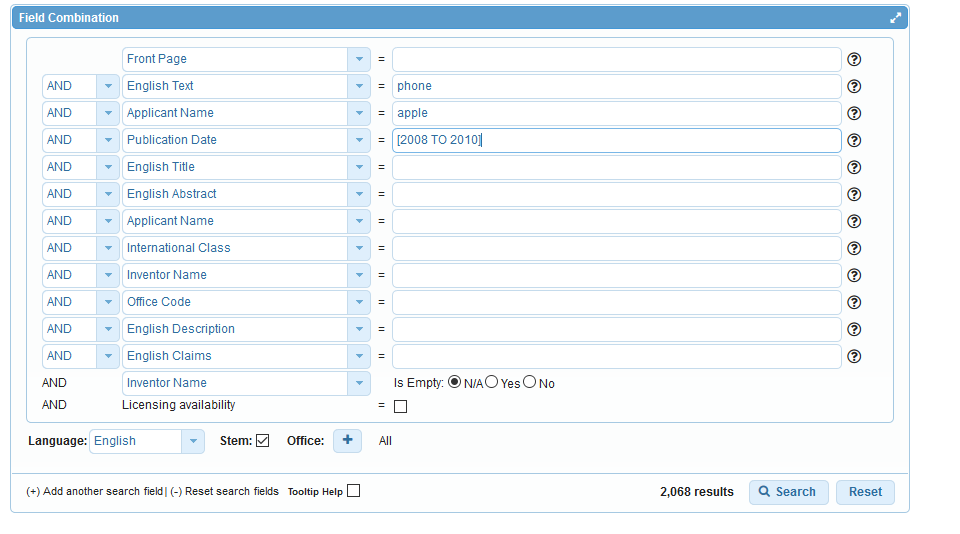 Field Combination
Front Page =
AND English Text = phone
AND Applicant Name = apple
AND Publication Date = [2008 TO 2010]
AND English Title =
AND English Abstract =
AND Applicant Name =
AND International Class =
AND Inventor Name =
AND Office Code =
AND English Description =
AND English Claims =
AND Inventor Name Is Empty: N/A Yes No
AND Licensing availability =
Language: English Stem: Office: + All
(+) Add another search field | (-) Reset search fields Tooltip Help 2,068 results Search Reset